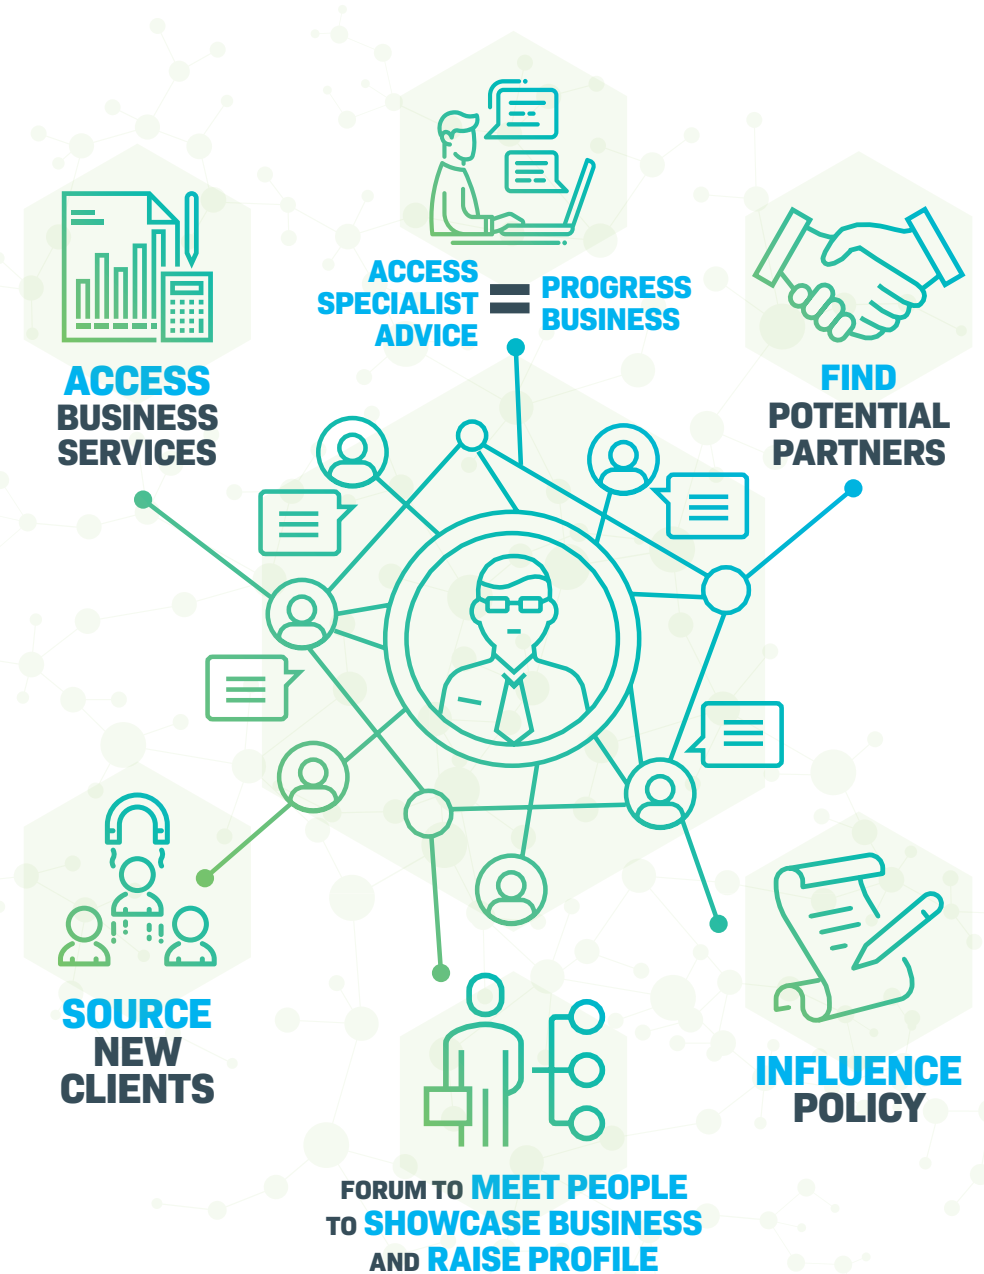 ACCESS
SPECIALIST
ADVICE
=
PROGRESS
BUSINESS
ACCESS
BUSINESS
SERVICES
FIND
POTENTIAL
PARTNERS
SOURCE
NEW
CLIENTS
INFLUENCE
POLICY
FORUM TO MEET PEOPLE
TO SHOWCASE BUSINESS
AND RAISE PROFILE